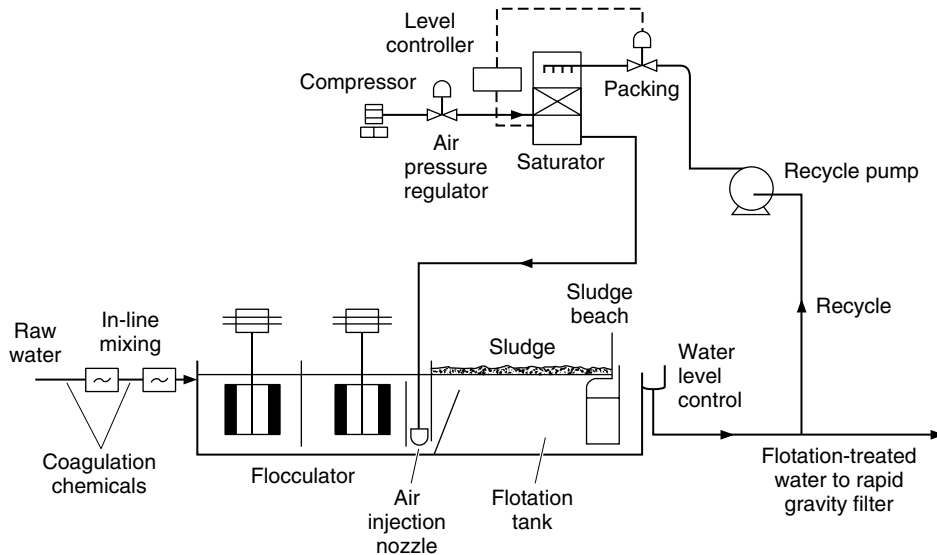 Level
controller
Compressor
Packing
Air
pressure
regulator
Saturator
Recycle pump
Sludge
beach
Recycle
In-line
mixing
Raw
water
Sludge
Water
level
control
Coagulation
chemicals
Flocculator
Air
injection
nozzle
Flotation
tank
Flotation-treated
water to rapid
gravity filter